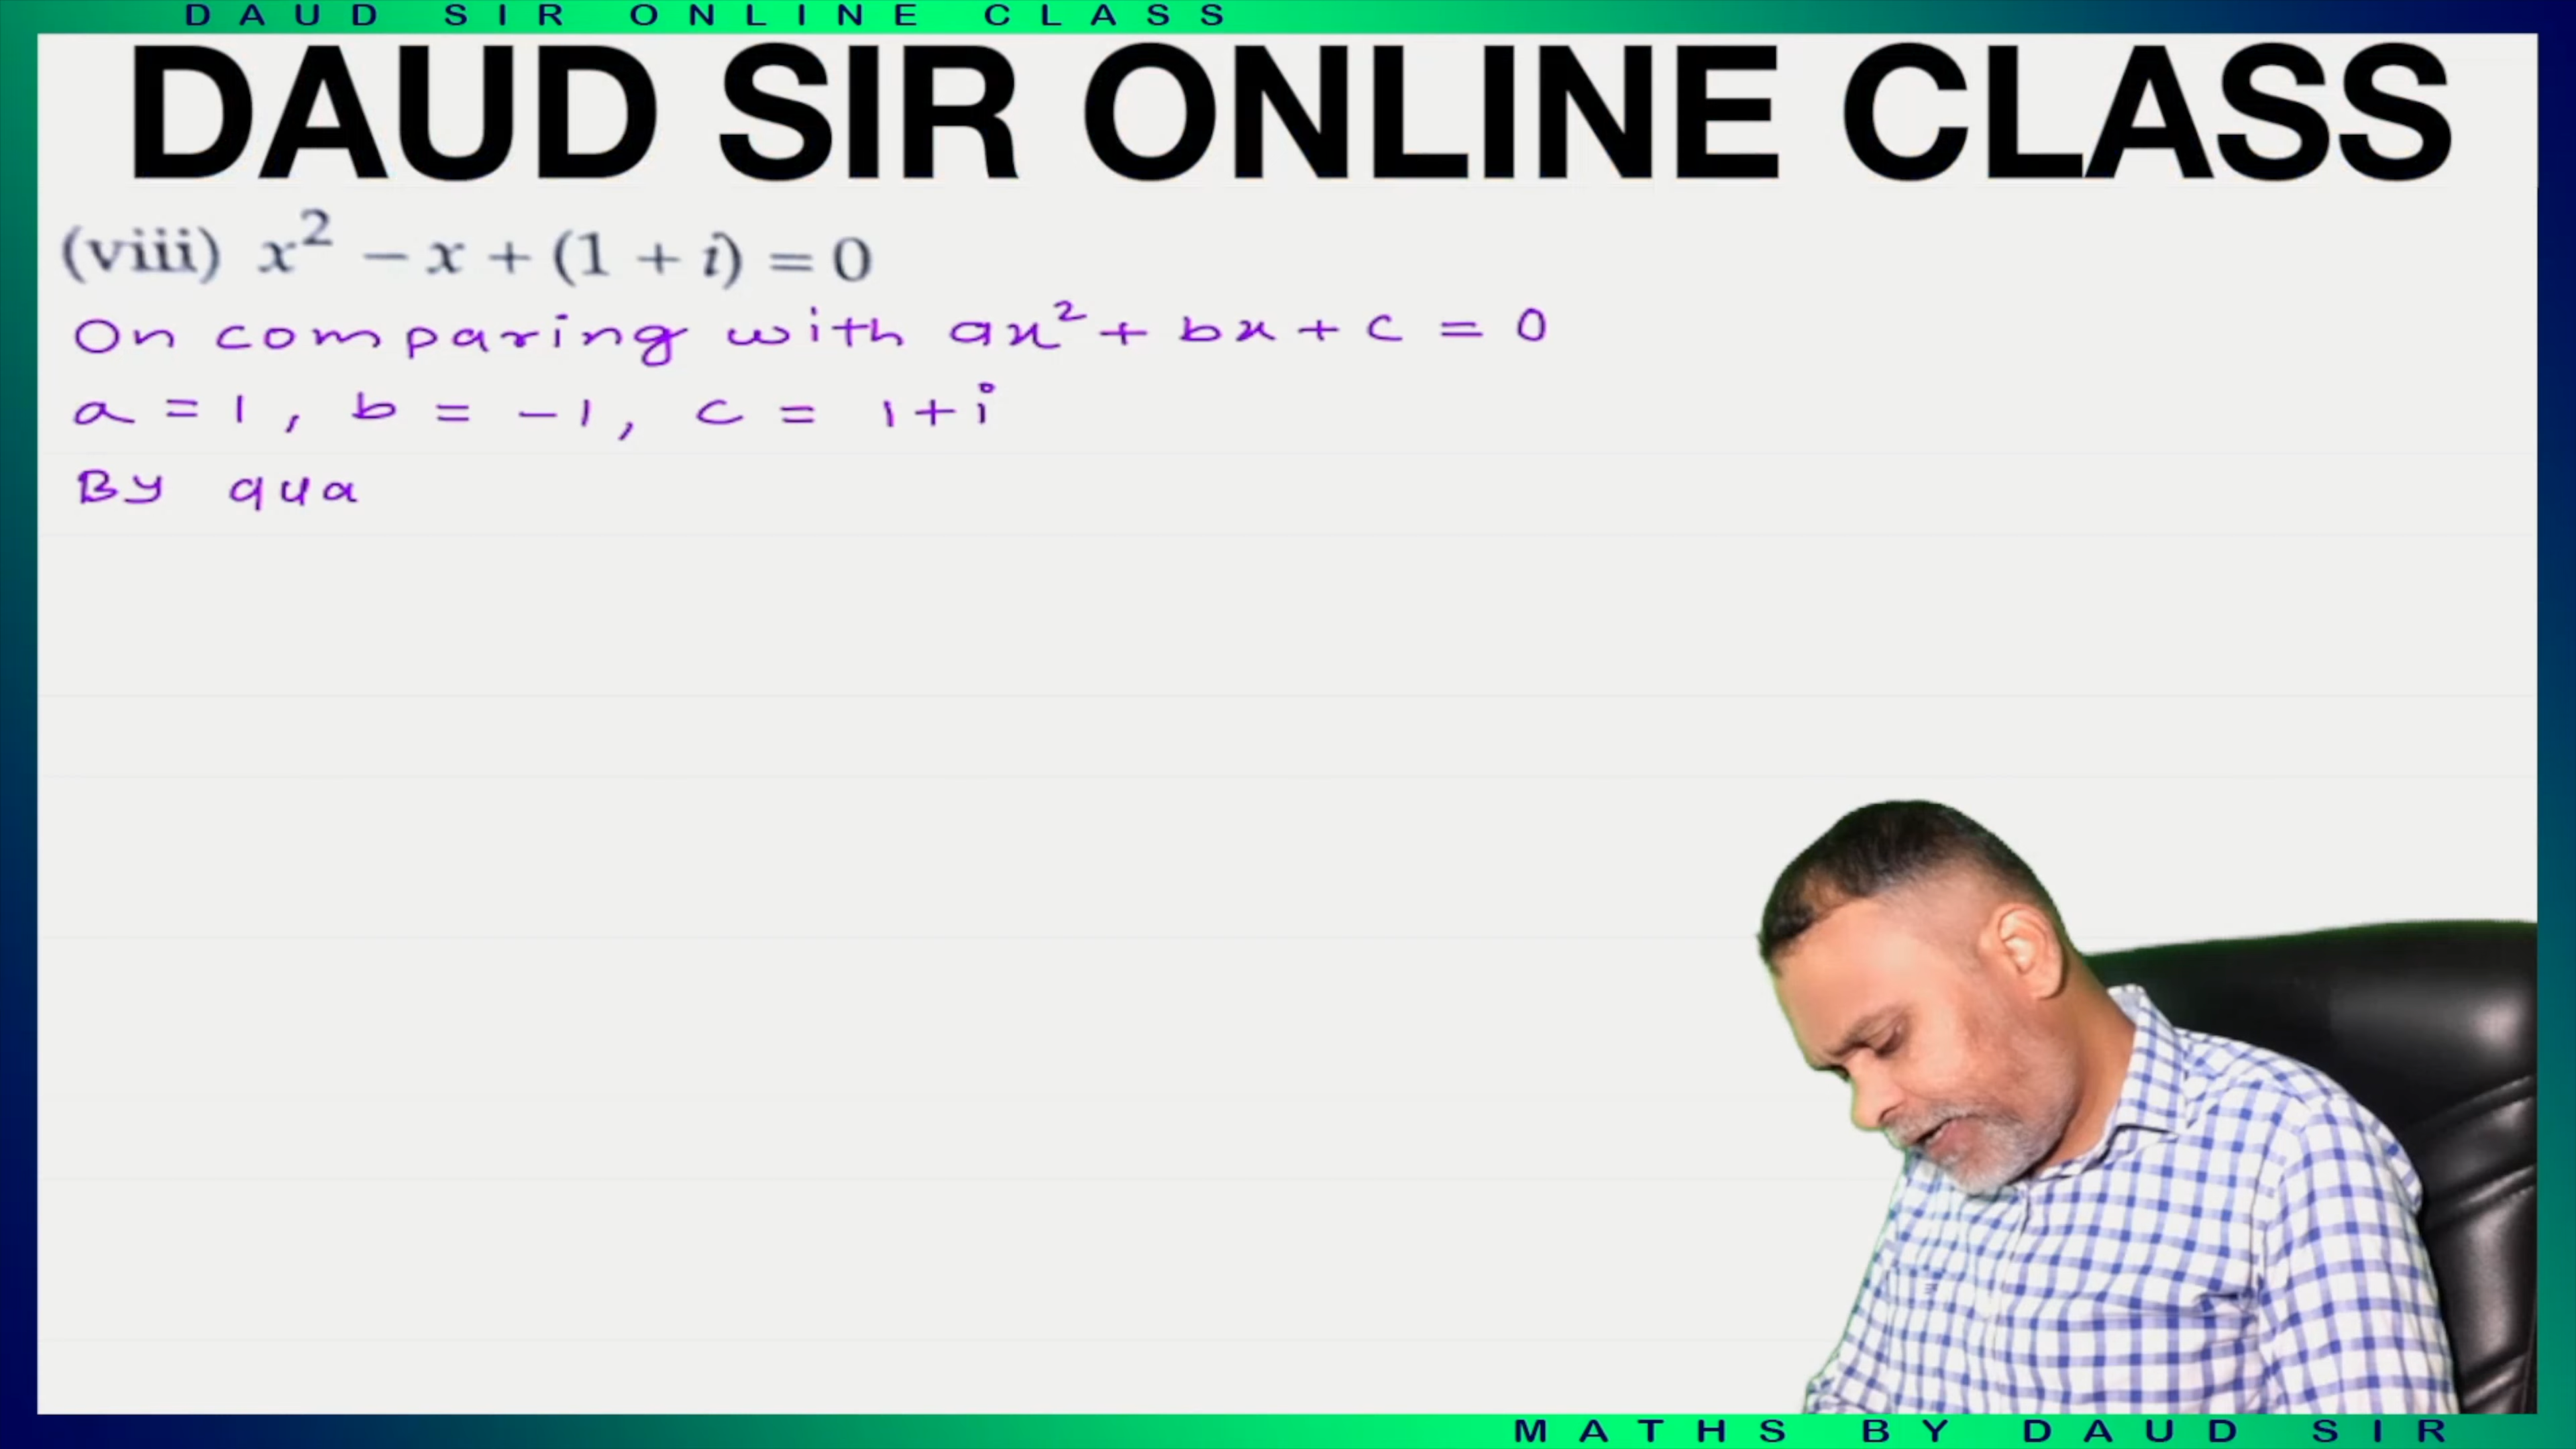 DAUD SIR ONLINE CLASS
DAUD SIR ONLINE CLASS
(viii) x² − x + (1 + i) = 0
On comparing with ax² + bx + c = 0
a = 1, b = -1, c = 1+i
By qua
MATHS BY DAUD SIR